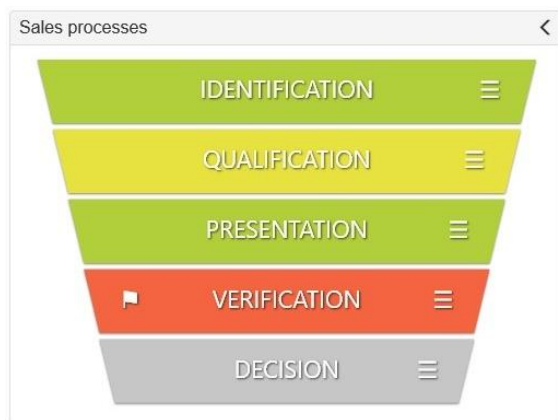 Sales processes
IDENTIFICATION
QUALIFICATION
PRESENTATION
VERIFICATION
DECISION